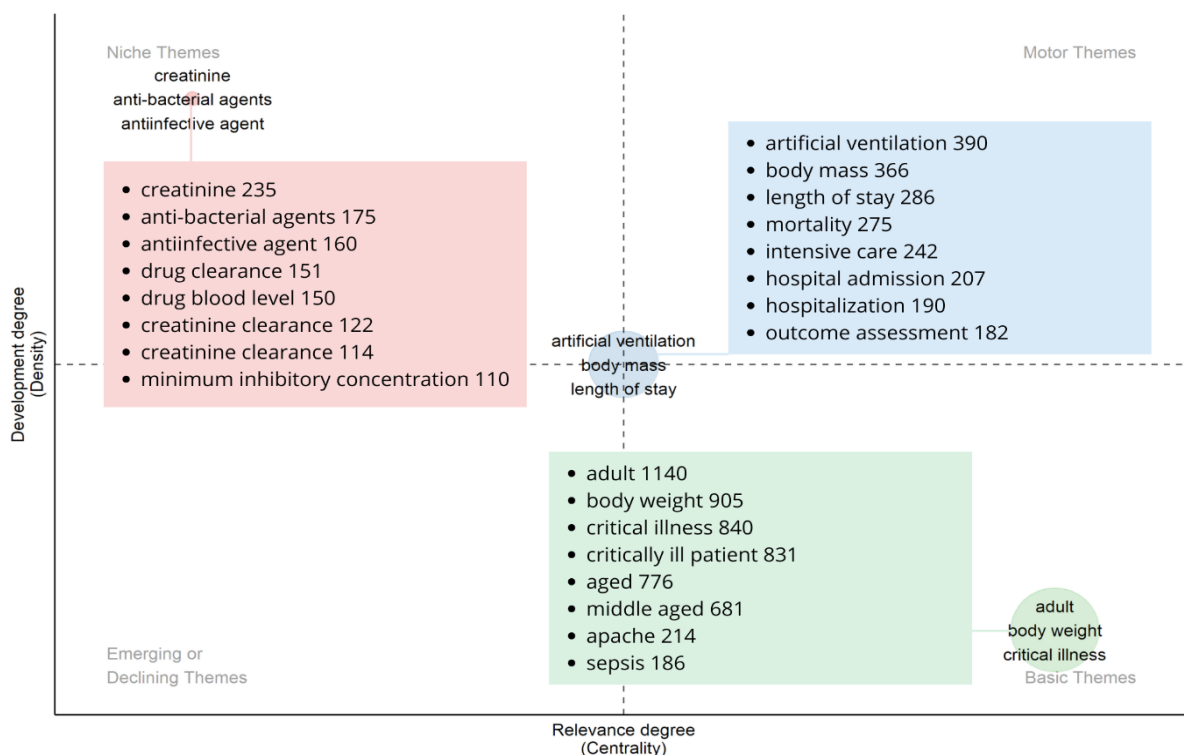 Niche Themes
Motor Themes
creatinine
anti-bacterial agents
antiinfective agent
• creatinine 235
• anti-bacterial agents 175
• antiinfective agent 160
• drug clearance 151
• drug blood level 150
• creatinine clearance 122
• creatinine clearance 114
• minimum inhibitory concentration 110
• artificial ventilation 390
• body mass 366
• length of stay 286
• mortality 275
• intensive care 242
• hospital admission 207
• hospitalization 190
• outcome assessment 182
artificial ventilation
body mass
length of stay
• adult 1140
• body weight 905
• critical illness 840
• critically ill patient 831
• aged 776
• middle aged 681
• apache 214
• sepsis 186
adult
body weight
critical illness
Emerging or
Declining Themes
Basic Themes
Development degree
(Density)
Relevance degree
(Centrality)